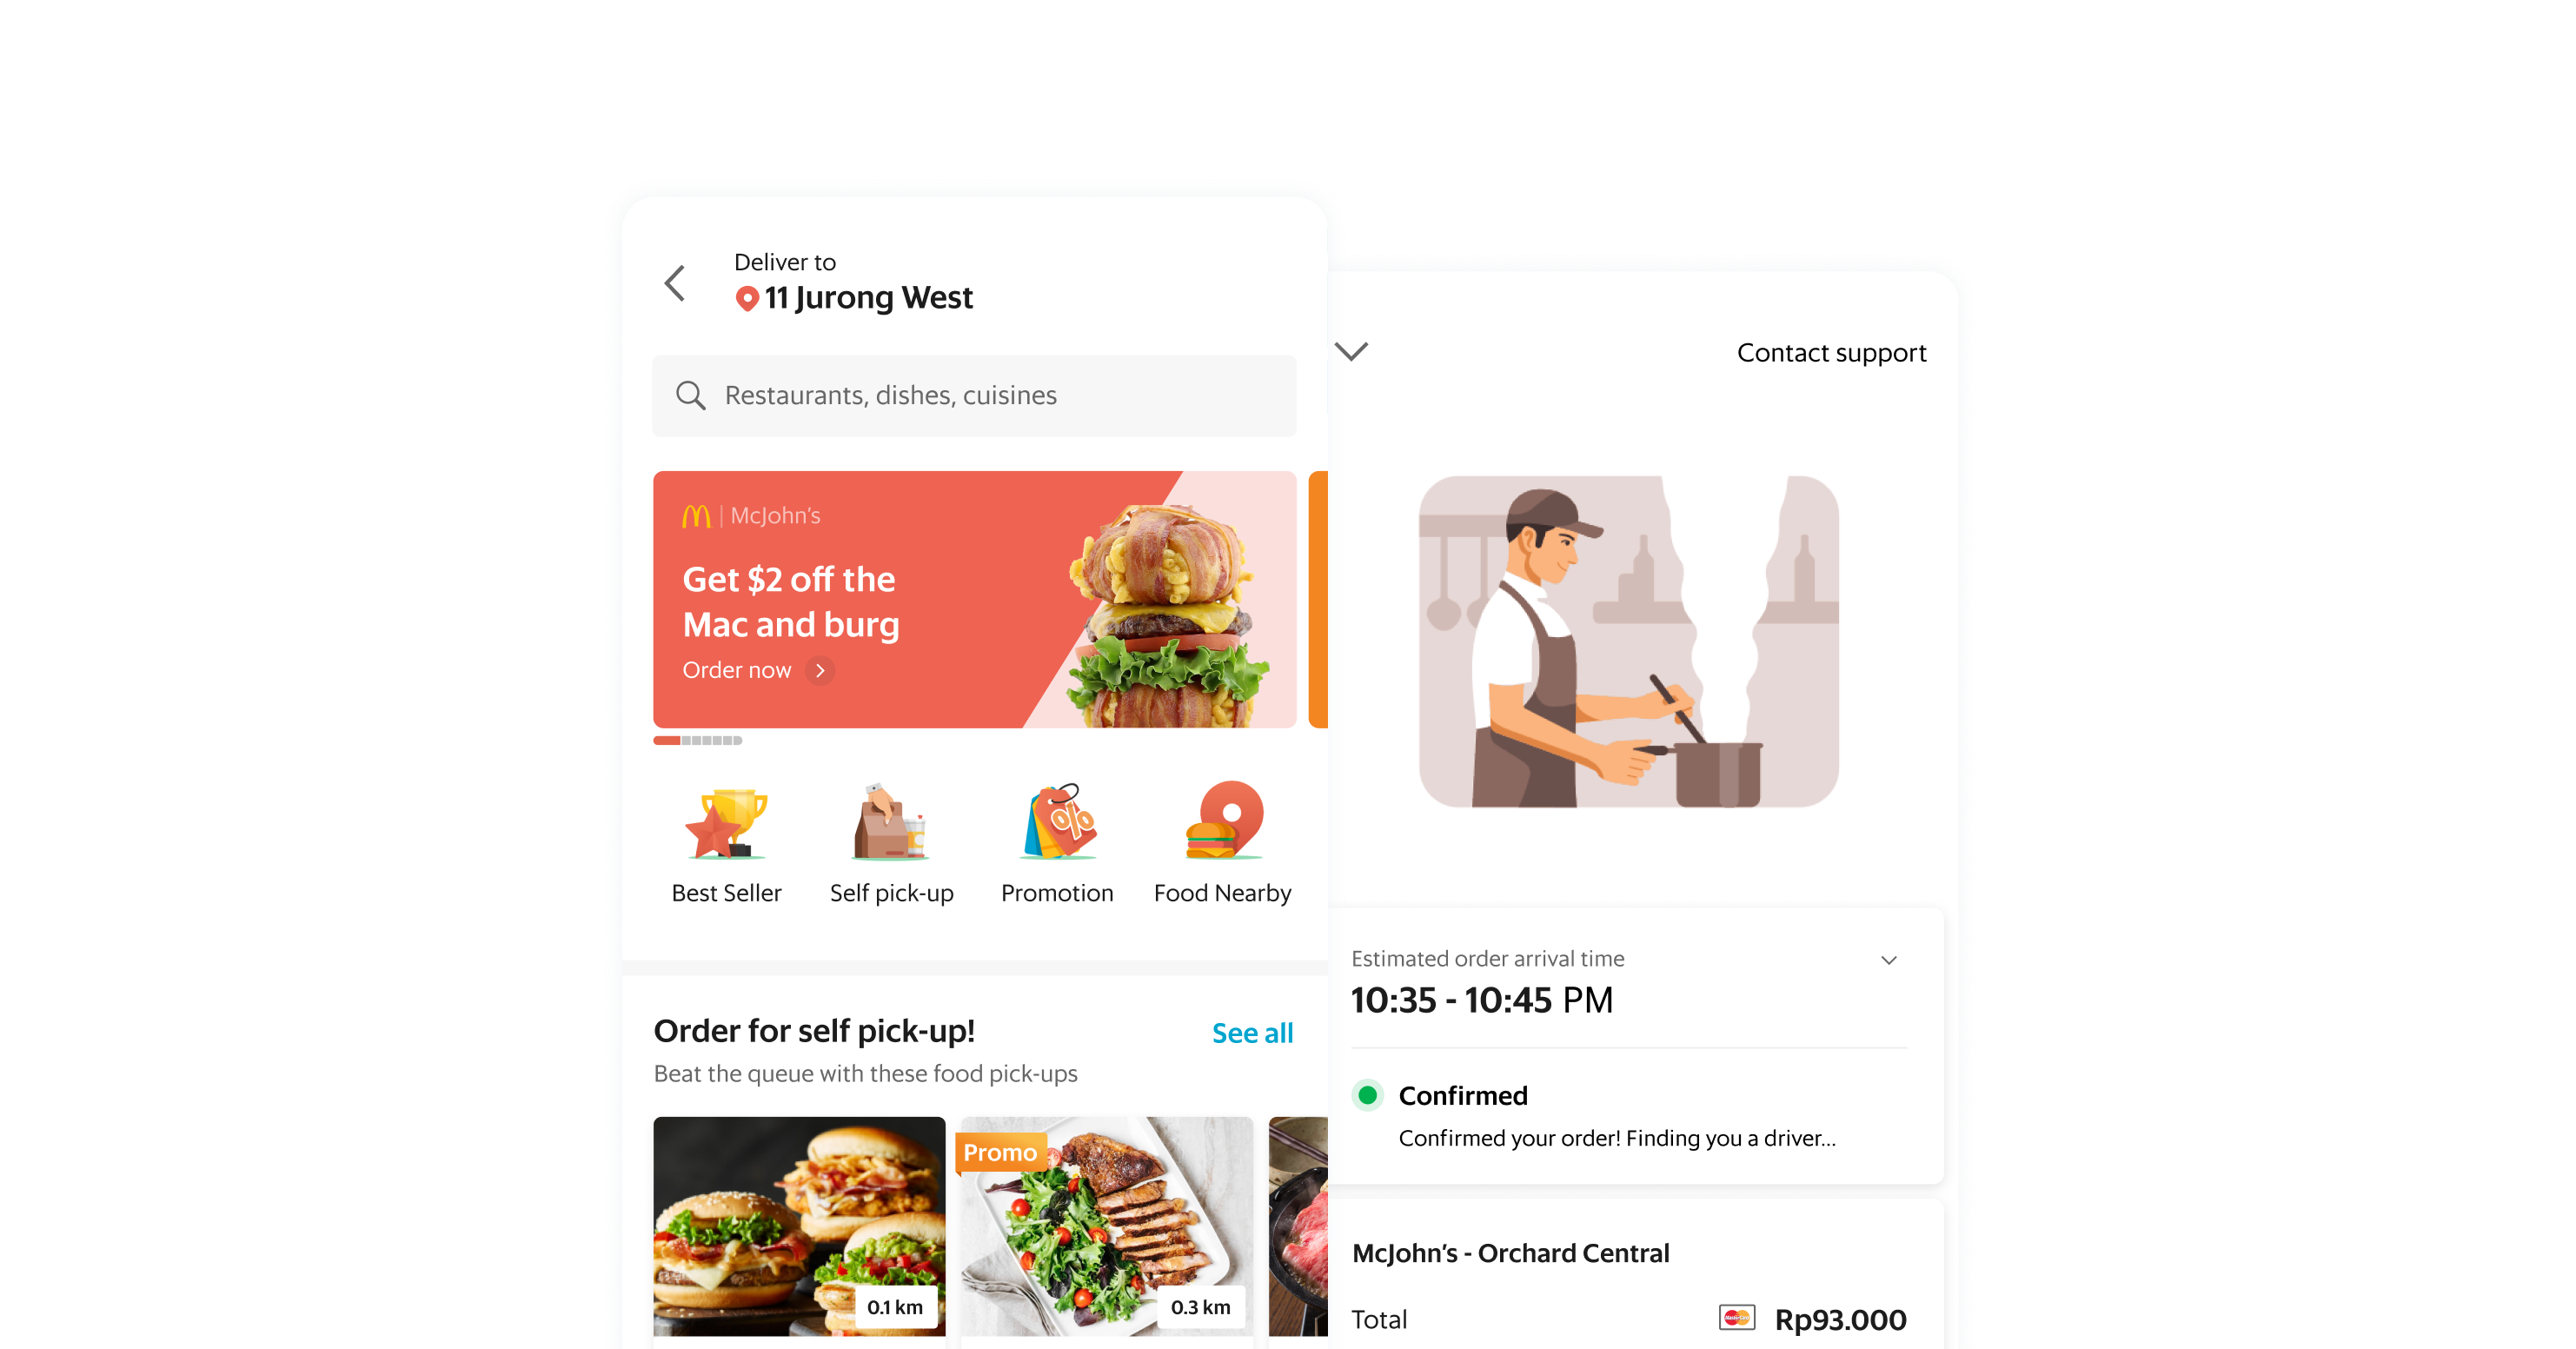 Deliver to
11 Jurong West
Restaurants, dishes, cuisines
McJohn's
Get $2 off the
Mac and burg
Order now
Best Seller
Self pick-up
Promotion
Food Nearby
Order for self pick-up!
See all
Beat the queue with these food pick-ups
Promo
0.1 km
0.3 km
Contact support
Estimated order arrival time
10:35 - 10:45 PM
Confirmed
Confirmed your order! Finding you a driver...
McJohn's - Orchard Central
Total
Rp93.000